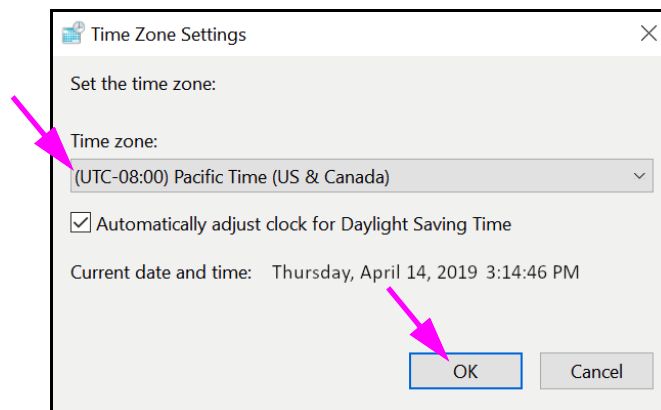 Time Zone Settings
Set the time zone:
Time zone:
(UTC-08:00) Pacific Time (US & Canada)
Automatically adjust clock for Daylight Saving Time
Current date and time: Thursday, April 14, 2019 3:14:46 PM
OK Cancel